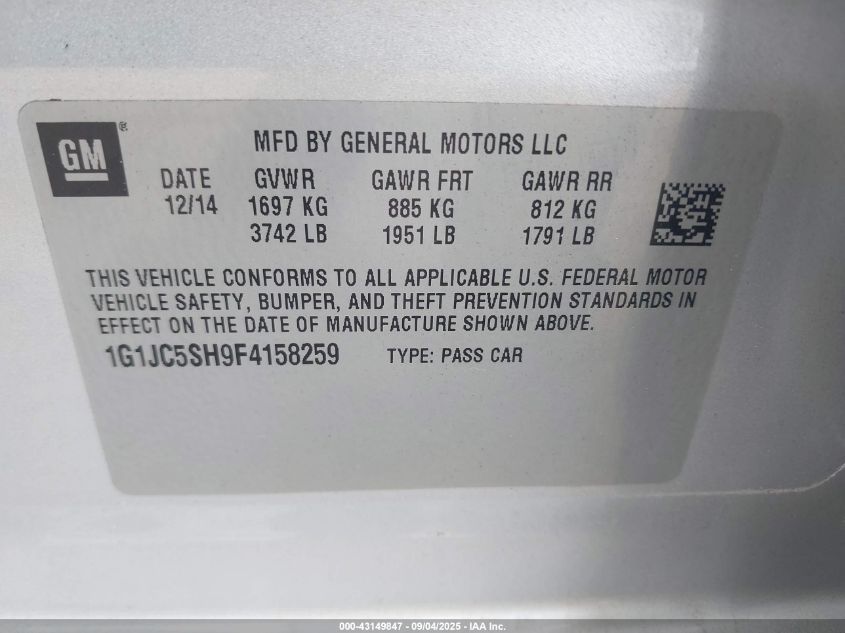 GM®
MFD BY GENERAL MOTORS LLC
DATE GVWR GAWR FRT GAWR RR
12/14 1697 KG 885 KG 812 KG
3742 LB 1951 LB 1791 LB
THIS VEHICLE CONFORMS TO ALL APPLICABLE U.S. FEDERAL MOTOR
VEHICLE SAFETY, BUMPER, AND THEFT PREVENTION STANDARDS IN
EFFECT ON THE DATE OF MANUFACTURE SHOWN ABOVE.
1G1JC5SH9F4158259 TYPE: PASS CAR
000-43149847 - 09/04/2025 - IAA Inc.